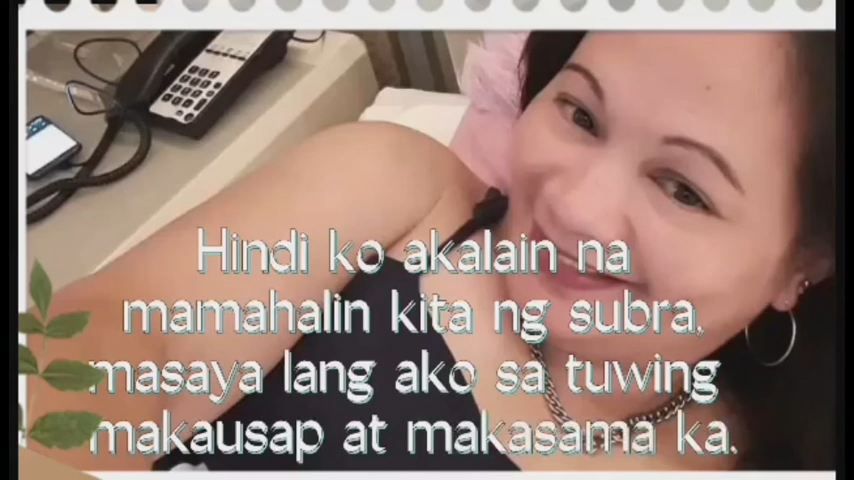 Hindi ko akalain na
mamahalin kita ng subra,
masaya lang ako sa tuwing
makausap at makasama ka.